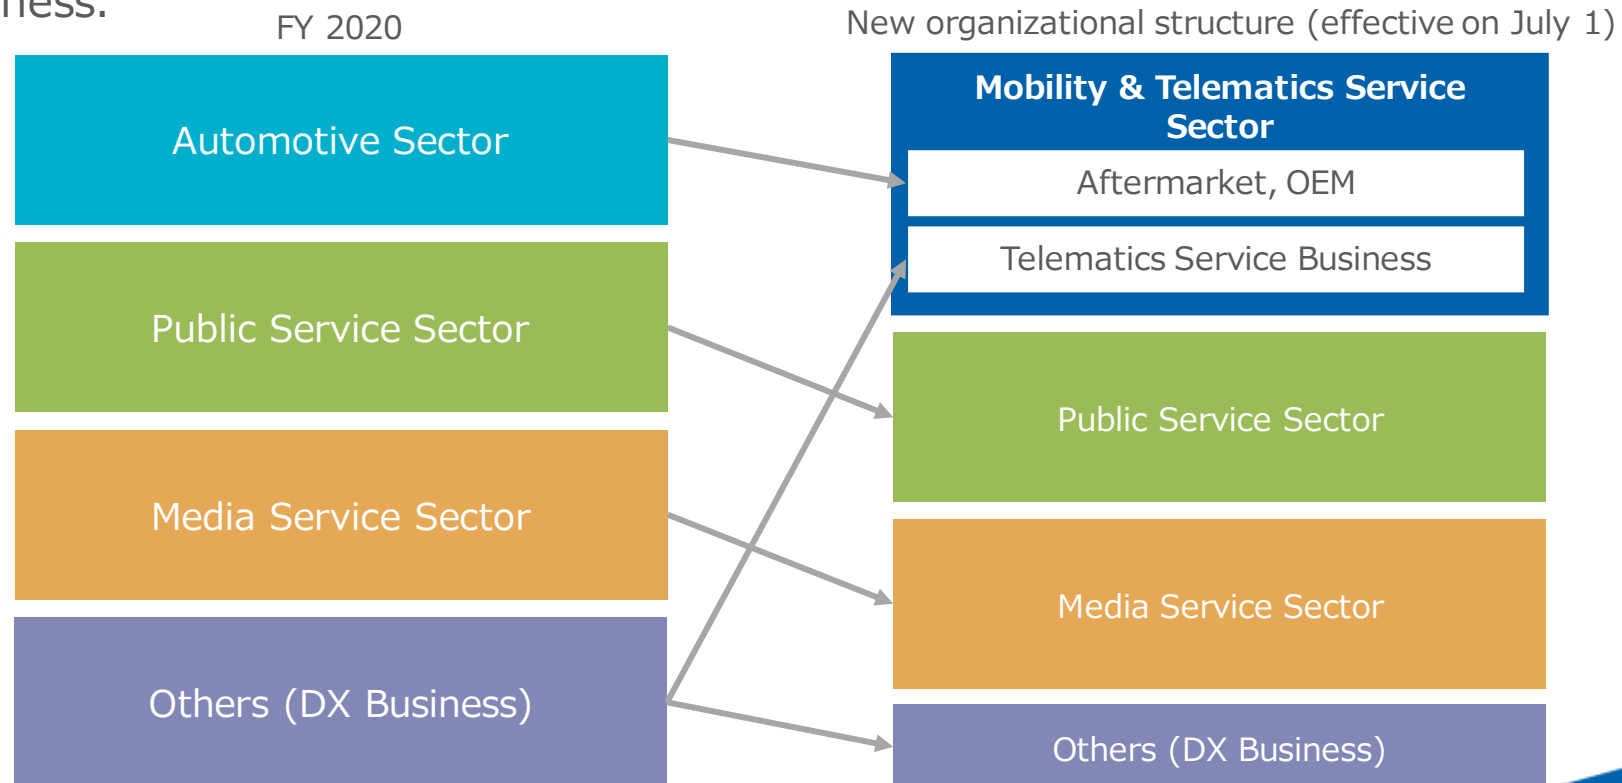 ness.
FY 2020
New organizational structure (effective on July 1)
Automotive Sector
Public Service Sector
Media Service Sector
Others (DX Business)
Mobility & Telematics Service
Sector
Aftermarket, OEM
Telematics Service Business
Public Service Sector
Media Service Sector
Others (DX Business)